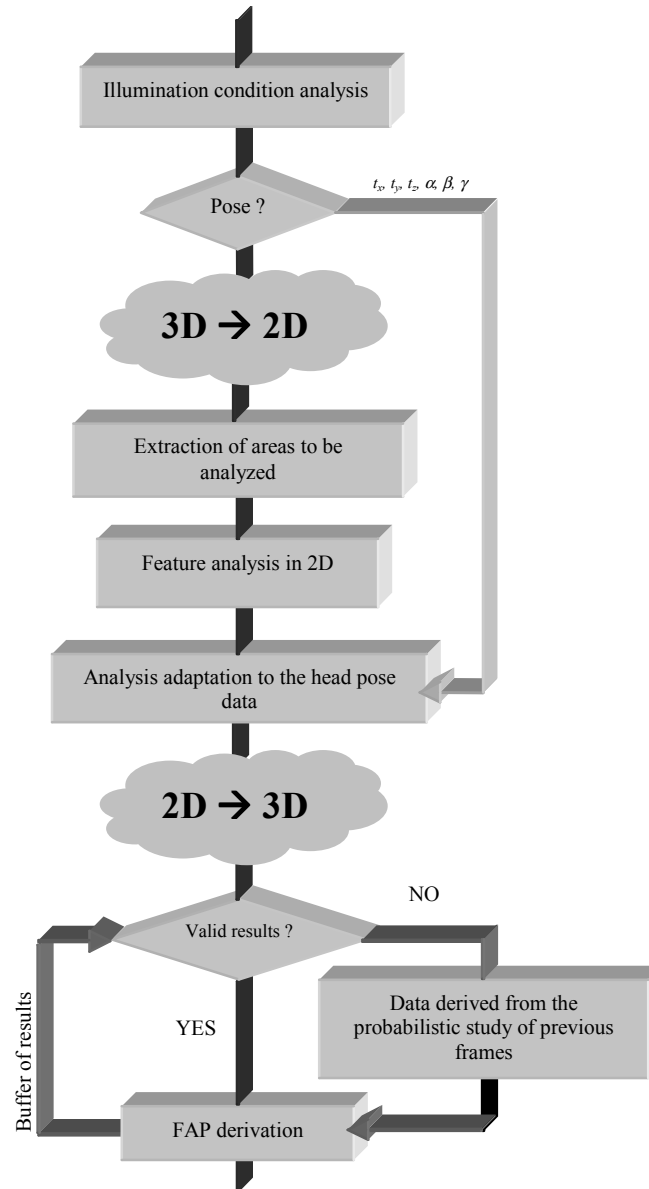 Illumination condition analysis
tx, ty, tz, α, β, γ
Pose ?
3D → 2D
Extraction of areas to be
analyzed
Feature analysis in 2D
Analysis adaptation to the head pose
data
2D → 3D
NO
Valid results ?
Data derived from the
probabilistic study of previous
frames
YES
Buffer of results
FAP derivation